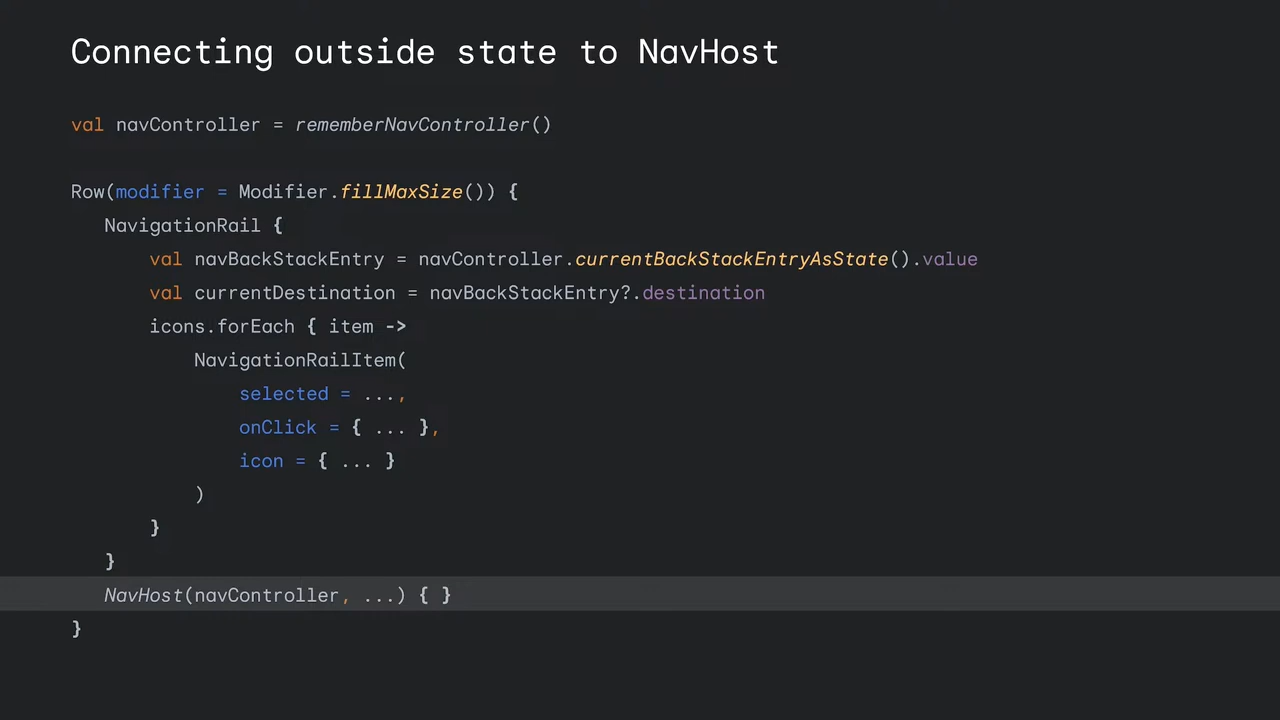 Connecting outside state to NavHost
val navController = rememberNavController()
Row(modifier = Modifier.fillMaxSize()) {
NavigationRail {
val navBackStackEntry = navController.currentBackStackEntryAsState().value
val currentDestination = navBackStackEntry?.destination
icons.forEach { item ->
NavigationRailItem(
selected = ...,
onClick = { ... },
icon = { ... }
)
}
}
NavHost(navController, ...) { }
}